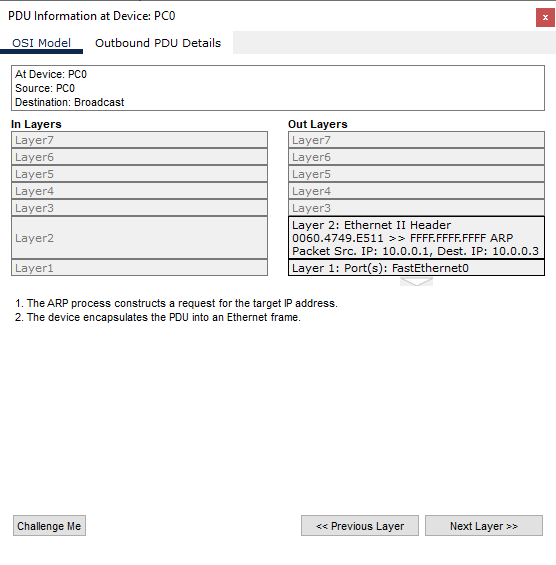 PDU Information at Device: PC0
x
OSI Model
Outbound PDU Details
At Device: PC0
Source: PC0
Destination: Broadcast
In Layers
Layer7
Layer6
Layer5
Layer4
Layer3
Layer2
Layer1
Out Layers
Layer7
Layer6
Layer5
Layer4
Layer3
Layer 2: Ethernet II Header
0060.4749.E511 >> FFFF.FFFF.FFFF ARP
Packet Src. IP: 10.0.0.1, Dest. IP: 10.0.0.3
Layer 1: Port(s): FastEthernet0
1. The ARP process constructs a request for the target IP address.
2. The device encapsulates the PDU into an Ethernet frame.
Challenge Me
<< Previous Layer
Next Layer >>